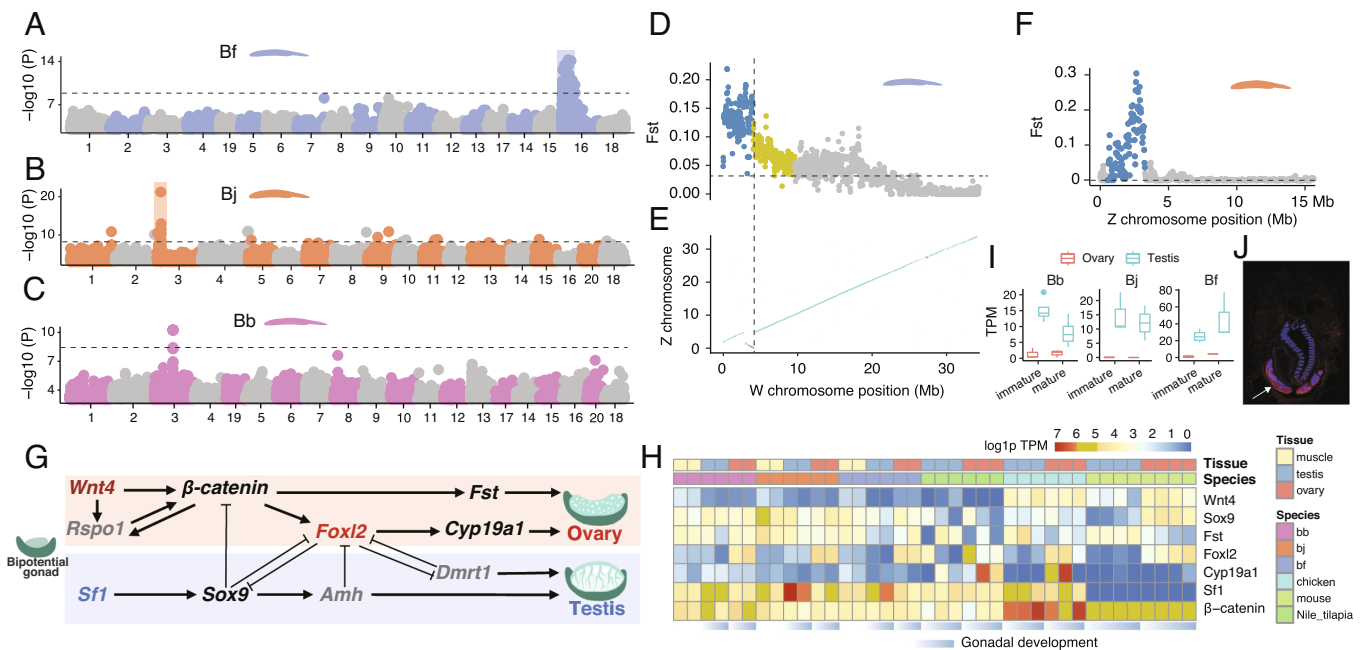 A
Bf
−log10 (P)
14
7
1 2 3 4 19 5 6 7 8 9 10 11 12 13 14 15 16 18
B
Bj
−log10 (P)
20
10
1 2 3 4 5 6 7 8 19 9 10 11 12 13 17 14 15 18 16 20
C
Bb
−log10 (P)
10
7
4
1 2 3 4 19 5 6 7 8 9 10 11 12 13 17 14 15 16 20 18
D
Fst
0.20
0.15
0.10
0.05
0.00
E
Z chromosome
30
20
10
0
0 10 20 30
W chromosome position (Mb)
F
Fst
0.3
0.2
0.1
0
0 5 10 15 Mb
Z chromosome position (Mb)
I
Ovary Testis
TPM
Bb
20
15
10
5
0
immature mature
Bj
20
15
10
5
0
immature mature
Bf
80
60
40
20
0
immature mature
J
G
Wnt4 β-catenin Fst
Rspo1 Foxl2 Cyp19a1 Ovary
Bipotential
gonad
Dmrt1
Sf1 Sox9 Amh Testis
H
log1p TPM
7 6 5 4 3 2 1 0
Tissue
Species
Wnt4
Sox9
Fst
Foxl2
Cyp19a1
Sf1
β−catenin
Gonadal development
Tissue
muscle
testis
ovary
Species
bb
bj
bf
chicken
mouse
Nile_tilapia